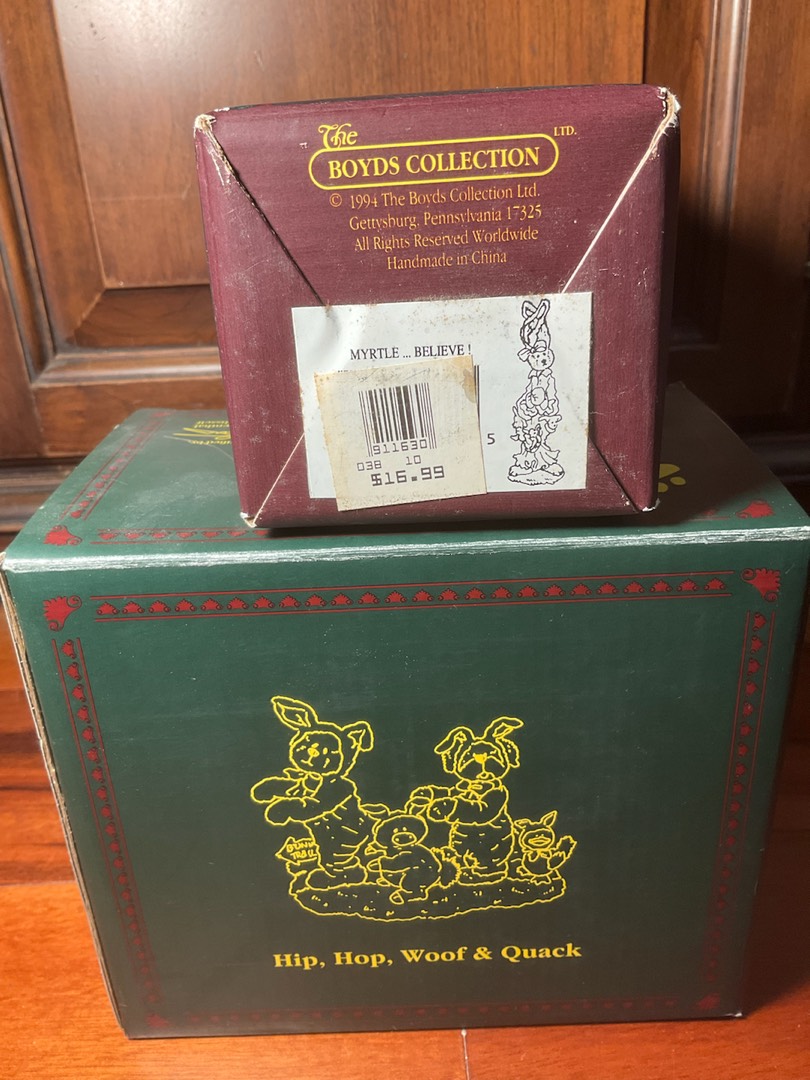 The
BOYDS COLLECTION LTD.
© 1994 The Boyds Collection Ltd.
Gettysburg, Pennsylvania 17325
All Rights Reserved Worldwide
Handmade in China
MYRTLE ... BELIEVE !
5
911630
038 10
$16.99
Hip, Hop, Woof & Quack